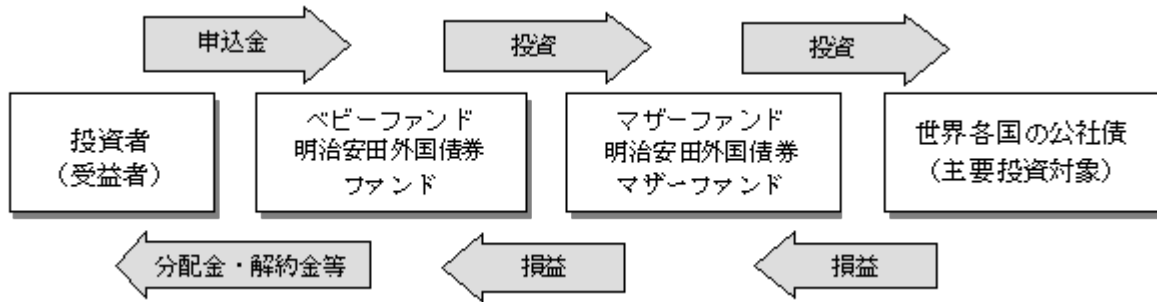 申込金
投資
投資
投資者
（受益者）
ベビーファンド
明治安田外国債券
ファンド
マザーファンド
明治安田外国債券
マザーファンド
世界各国の公社債
（主要投資対象）
分配金・解約金等
損益
損益